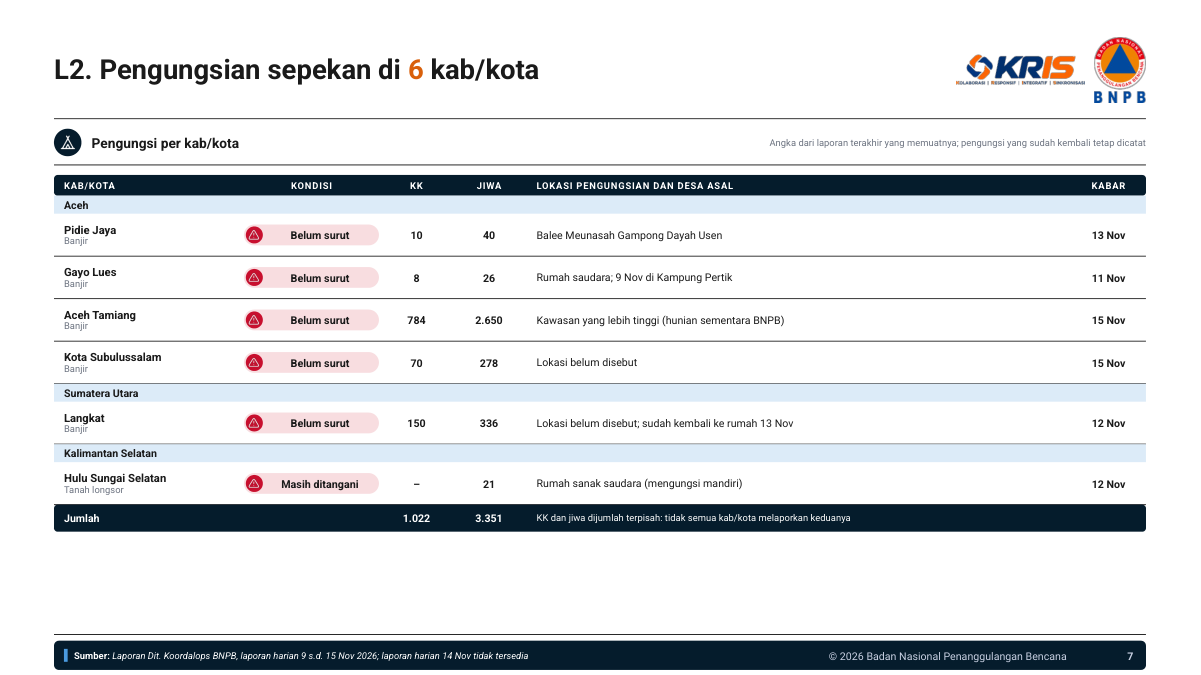 L2. Pengungsian sepekan di 6 kab/kota
KRIS
KOLABORASI | RESPONSIF | INTEGRATIF | SINKRONISASI
BADAN NASIONAL PENANGGULANGAN BENCANA
BNPB
Pengungsi per kab/kota
Angka dari laporan terakhir yang memuatnya; pengungsi yang sudah kembali tetap dicatat
KAB/KOTA KONDISI KK JIWA LOKASI PENGUNGSIAN DAN DESA ASAL KABAR
Aceh
Pidie Jaya
Banjir
Belum surut 10 40 Balee Meunasah Gampong Dayah Usen 13 Nov
Gayo Lues
Banjir
Belum surut 8 26 Rumah saudara; 9 Nov di Kampung Pertik 11 Nov
Aceh Tamiang
Banjir
Belum surut 784 2.650 Kawasan yang lebih tinggi (hunian sementara BNPB) 15 Nov
Kota Subulussalam
Banjir
Belum surut 70 278 Lokasi belum disebut 15 Nov
Sumatera Utara
Langkat
Banjir
Belum surut 150 336 Lokasi belum disebut; sudah kembali ke rumah 13 Nov 12 Nov
Kalimantan Selatan
Hulu Sungai Selatan
Tanah longsor
Masih ditangani – 21 Rumah sanak saudara (mengungsi mandiri) 12 Nov
Jumlah 1.022 3.351 KK dan jiwa dijumlah terpisah: tidak semua kab/kota melaporkan keduanya
Sumber: Laporan Dit. Koordalops BNPB, laporan harian 9 s.d. 15 Nov 2026; laporan harian 14 Nov tidak tersedia
© 2026 Badan Nasional Penanggulangan Bencana 7